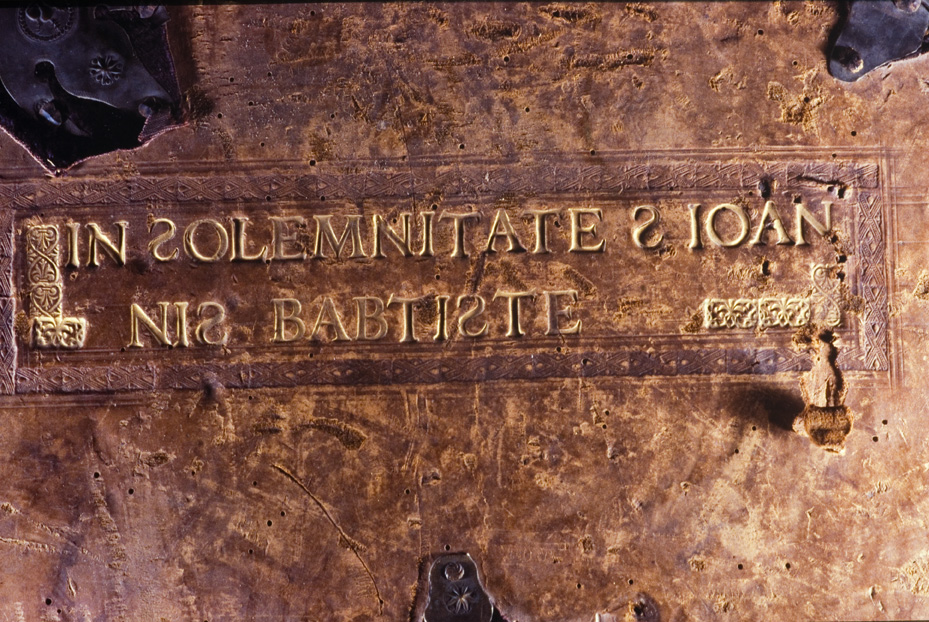 IN SOLEMNITATE S IOAN
NIS BABTISTE